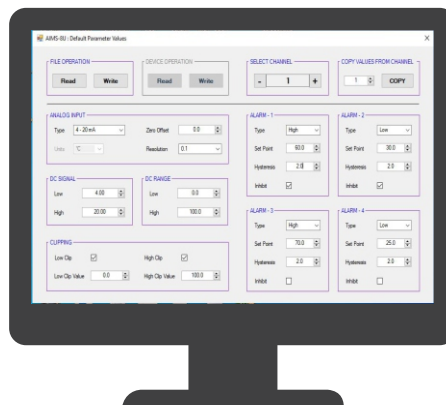 AIMS-8U : Default Parameter Values
FILE OPERATION
Read Write
DEVICE OPERATION
Read Write
SELECT CHANNEL
- 1 +
COPY VALUES FROM CHANNEL
1 COPY
ANALOG INPUT
Type 4 - 20 mA Zero Offset 0.0
Units °C Resolution 0.1
DC SIGNAL
Low 4.00
High 20.00
DC RANGE
Low 0.0
High 100.0
CLIPPING
Low Clip High Clip
Low Clip Value 0.0 High Clip Value 100.0
ALARM - 1
Type High
Set Point 60.0
Hysteresis 2.0
Inhibit
ALARM - 2
Type Low
Set Point 30.0
Hysteresis 2.0
Inhibit
ALARM - 3
Type High
Set Point 70.0
Hysteresis 2.0
Inhibit
ALARM - 4
Type Low
Set Point 25.0
Hysteresis 2.0
Inhibit